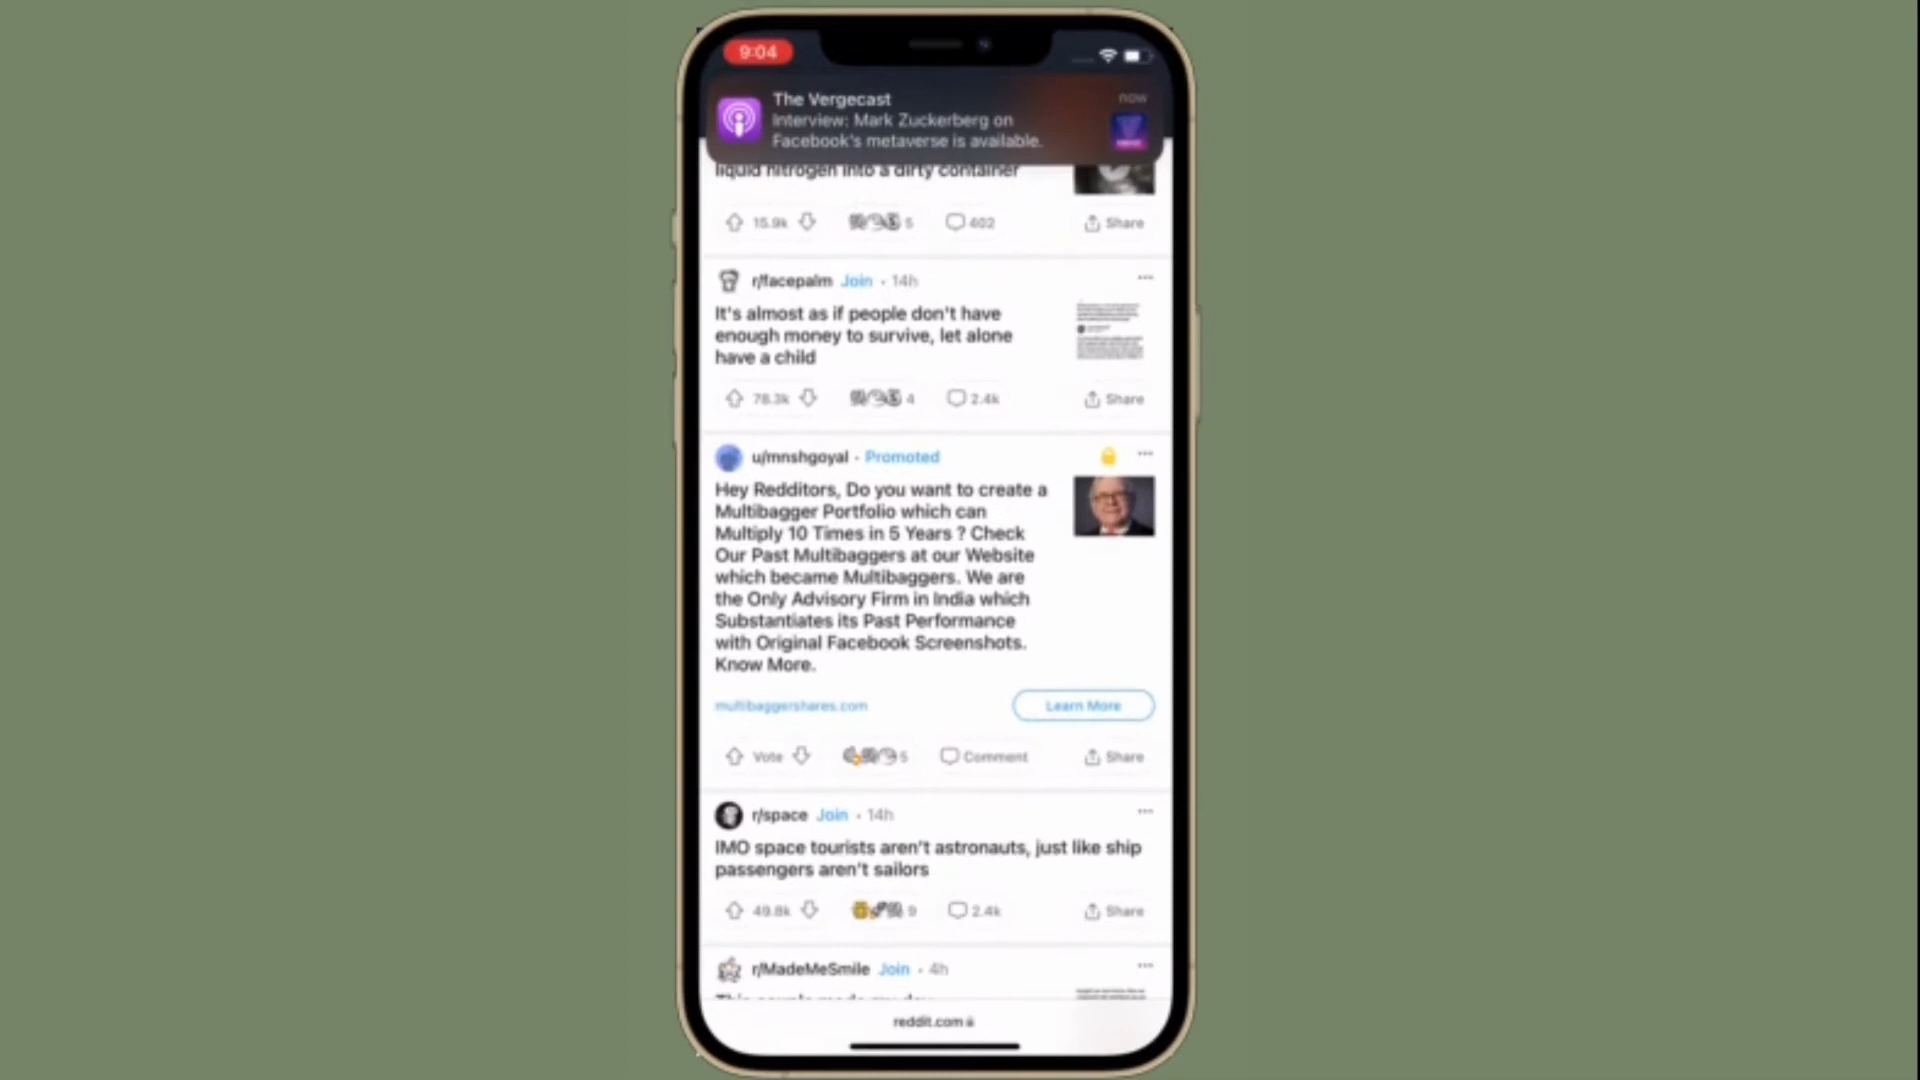 9:04
The Vergecast
now
Interview: Mark Zuckerberg on
Facebook's metaverse is available.
liquid nitrogen into a dirty container
15.9k 5 402 Share
r/facepalm Join • 14h
It's almost as if people don't have
enough money to survive, let alone
have a child
78.3k 4 2.4k Share
u/mnshgoyal • Promoted
Hey Redditors, Do you want to create a
Multibagger Portfolio which can
Multiply 10 Times in 5 Years ? Check
Our Past Multibaggers at our Website
which became Multibaggers. We are
the Only Advisory Firm in India which
Substantiates its Past Performance
with Original Facebook Screenshots.
Know More.
multibaggershares.com Learn More
Vote 5 Comment Share
r/space Join • 14h
IMO space tourists aren't astronauts, just like ship
passengers aren't sailors
49.8k 9 2.4k Share
r/MadeMeSmile Join • 4h
This couple made my day
reddit.com